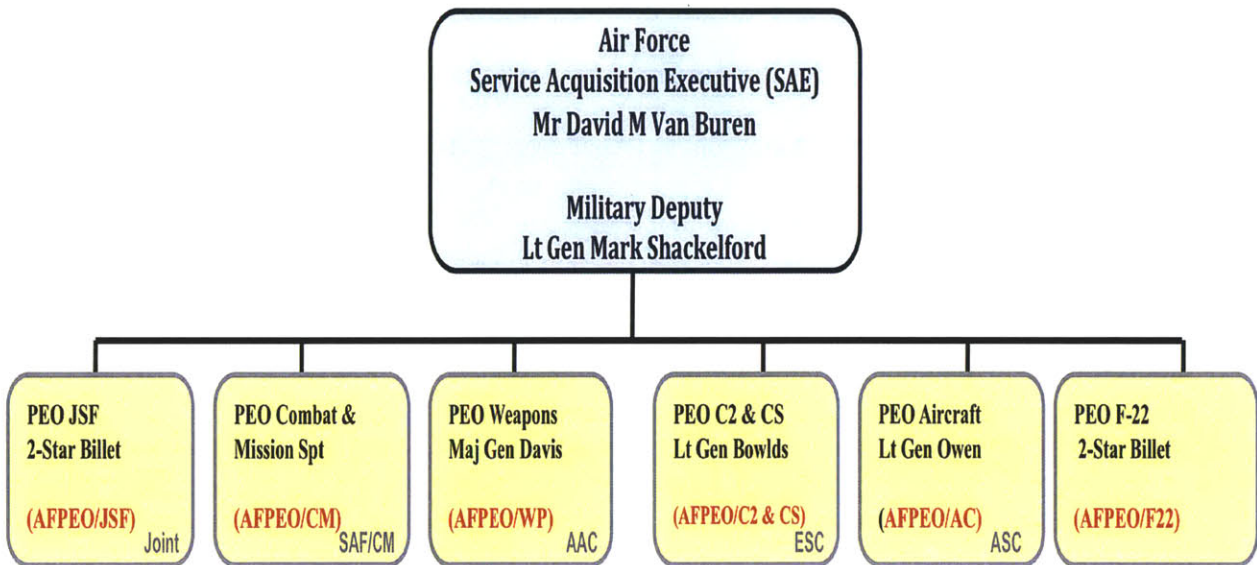 Air Force
Service Acquisition Executive (SAE)
Mr David M Van Buren
Military Deputy
Lt Gen Mark Shackelford
PEO JSF
2-Star Billet
(AFPEO/JSF)
Joint
PEO Combat &
Mission Spt
(AFPEO/CM)
SAF/CM
PEO Weapons
Maj Gen Davis
(AFPEO/WP)
AAC
PEO C2 & CS
Lt Gen Bowlds
(AFPEO/C2 & CS)
ESC
PEO Aircraft
Lt Gen Owen
(AFPEO/AC)
ASC
PEO F-22
2-Star Billet
(AFPEO/F22)